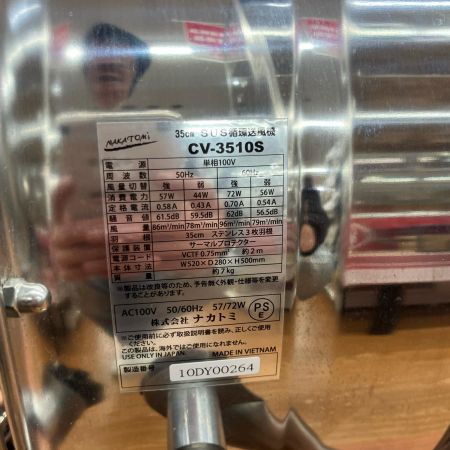 NAKATOMI
35cm SUS循環送風機
CV-3510S
電源 単相100V
周波数 50Hz 60Hz
風量切替 強 弱 強 弱
消費電力 57W 44W 72W 56W
定格電流 0.58A 0.43A 0.70A 0.54A
騒音値 61.5dB 59.5dB 62dB 56.5dB
風量 86m³/min 78m³/min 96m³/min 79m³/min
羽根 35cm ステンレス3枚羽根
保護装置 サーマルプロテクター
電源コード VCTF 0.75mm² 約2m
本体寸法 W520×D280×H500mm
質量 約7kg
※製品は改良等のため、予告無く外観・仕様等を変更
することがあります。
AC100V 50/60Hz 57/72W
株式会社 ナカトミ
PS
E
ご使用の前に必ず取扱説明書を読み、正しくご使用
ください。
この製品は、海外ではご使用になれません。
USE ONLY IN JAPAN. MADE IN VIETNAM
製造番号 10DY00264